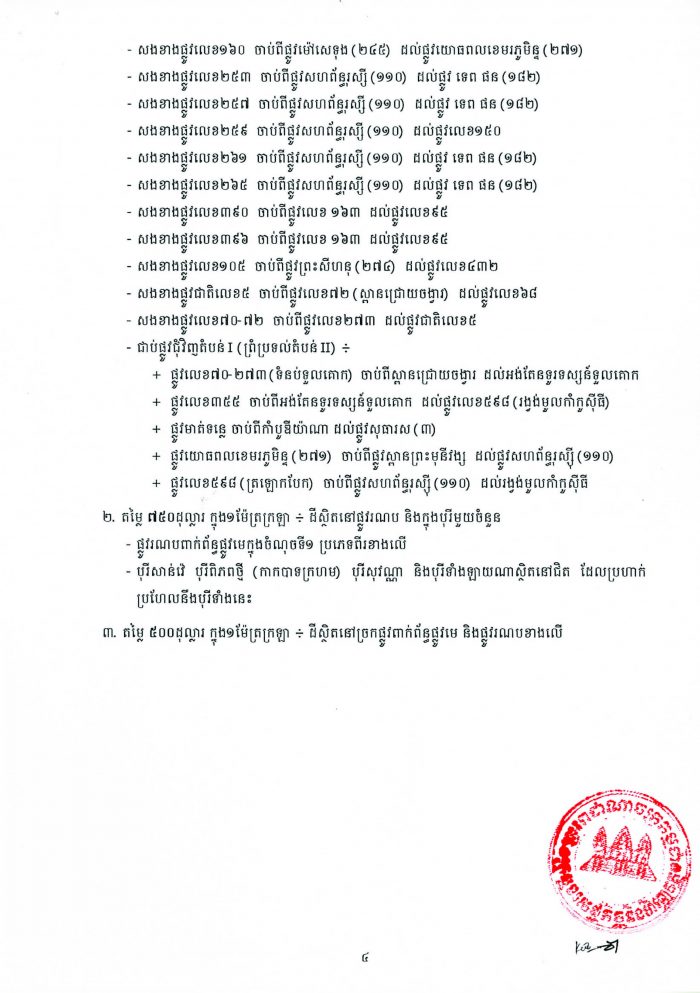 - សងខាងផ្លូវលេខ១៦០ ចាប់ពីផ្លូវម៉ៅសេទុង (២៤៥) ដល់ផ្លូវយោធពលខេមរភូមិន្ទ (២៧១)
- សងខាងផ្លូវលេខ២៥៣ ចាប់ពីផ្លូវសហព័ន្ធរុស្ស៊ី (១១០) ដល់ផ្លូវ ទេព ផន (១៨២)
- សងខាងផ្លូវលេខ២៥៧ ចាប់ពីផ្លូវសហព័ន្ធរុស្ស៊ី (១១០) ដល់ផ្លូវ ទេព ផន (១៨២)
- សងខាងផ្លូវលេខ២៥៩ ចាប់ពីផ្លូវសហព័ន្ធរុស្ស៊ី (១១០) ដល់ផ្លូវលេខ១៥០
- សងខាងផ្លូវលេខ២៦១ ចាប់ពីផ្លូវសហព័ន្ធរុស្ស៊ី (១១០) ដល់ផ្លូវ ទេព ផន (១៨២)
- សងខាងផ្លូវលេខ២៦៥ ចាប់ពីផ្លូវសហព័ន្ធរុស្ស៊ី (១១០) ដល់ផ្លូវ ទេព ផន (១៨២)
- សងខាងផ្លូវលេខ៣៩០ ចាប់ពីផ្លូវលេខ ១៦៣ ដល់ផ្លូវលេខ៩៥
- សងខាងផ្លូវលេខ៣៩៦ ចាប់ពីផ្លូវលេខ ១៦៣ ដល់ផ្លូវលេខ៩៥
- សងខាងផ្លូវលេខ១០៥ ចាប់ពីផ្លូវព្រះសីហនុ (២៧៤) ដល់ផ្លូវលេខ៤៣២
- សងខាងផ្លូវជាតិលេខ៥ ចាប់ពីផ្លូវលេខ៧២ (ស្ពានជ្រោយចង្វារ) ដល់ផ្លូវលេខ៦៨
- សងខាងផ្លូវលេខ៧០-៧២ ចាប់ពីផ្លូវលេខ២៧៣ ដល់ផ្លូវជាតិលេខ៥
- ជាប់ផ្លូវជុំវិញតំបន់ I (ព្រំប្រទល់តំបន់ II) ÷
+ ផ្លូវលេខ៧០-២៧៣ (ទំនប់ទួលគោក) ចាប់ពីស្ពានជ្រោយចង្វារ ដល់អង់តែនទូរទស្សន៍ទួលគោក
+ ផ្លូវលេខ៣៥៥ ចាប់ពីអង់តែនទូរទស្សន៍ទួលគោក ដល់ផ្លូវលេខ៥៩៨ (រង្វង់មូលកាំកូស៊ីធី)
+ ផ្លូវមាត់ទន្លេ ចាប់ពីកាំបូឌីយ៉ាណា ដល់ផ្លូវសុធារស (៣)
+ ផ្លូវយោធពលខេមរភូមិន្ទ (២៧១) ចាប់ពីផ្លូវស្ពានព្រះមុនីវង្ស ដល់ផ្លូវសហព័ន្ធរុស្ស៊ី (១១០)
+ ផ្លូវលេខ៥៩៨ (ត្រឡោកបែក) ចាប់ពីផ្លូវសហព័ន្ធរុស្ស៊ី (១១០) ដល់រង្វង់មូលកាំកូស៊ីធី
២. តម្លៃ ៧៥០ដុល្លារ ក្នុង១ម៉ែត្រក្រឡា ÷ ដីស្ថិតនៅផ្លូវរណប និងក្នុងបុរីមួយចំនួន
- ផ្លូវរណបពាក់ព័ន្ធផ្លូវមេក្នុងចំណុចទី១ ប្រភេទពីរខាងលើ
- បុរីសាន់វេ បុរីពិភពថ្មី (កាកបាទក្រហម) បុរីសុវណ្ណា និងបុរីទាំងឡាយណាស្ថិតនៅជិត ដែលប្រហាក់
ប្រហែលនឹងបុរីទាំងនេះ
៣. តម្លៃ ៥០០ដុល្លារ ក្នុង១ម៉ែត្រក្រឡា ÷ ដីស្ថិតនៅច្រកផ្លូវពាក់ព័ន្ធផ្លូវមេ និងផ្លូវរណបខាងលើ
ព្រះរាជាណាចក្រកម្ពុជា
៤